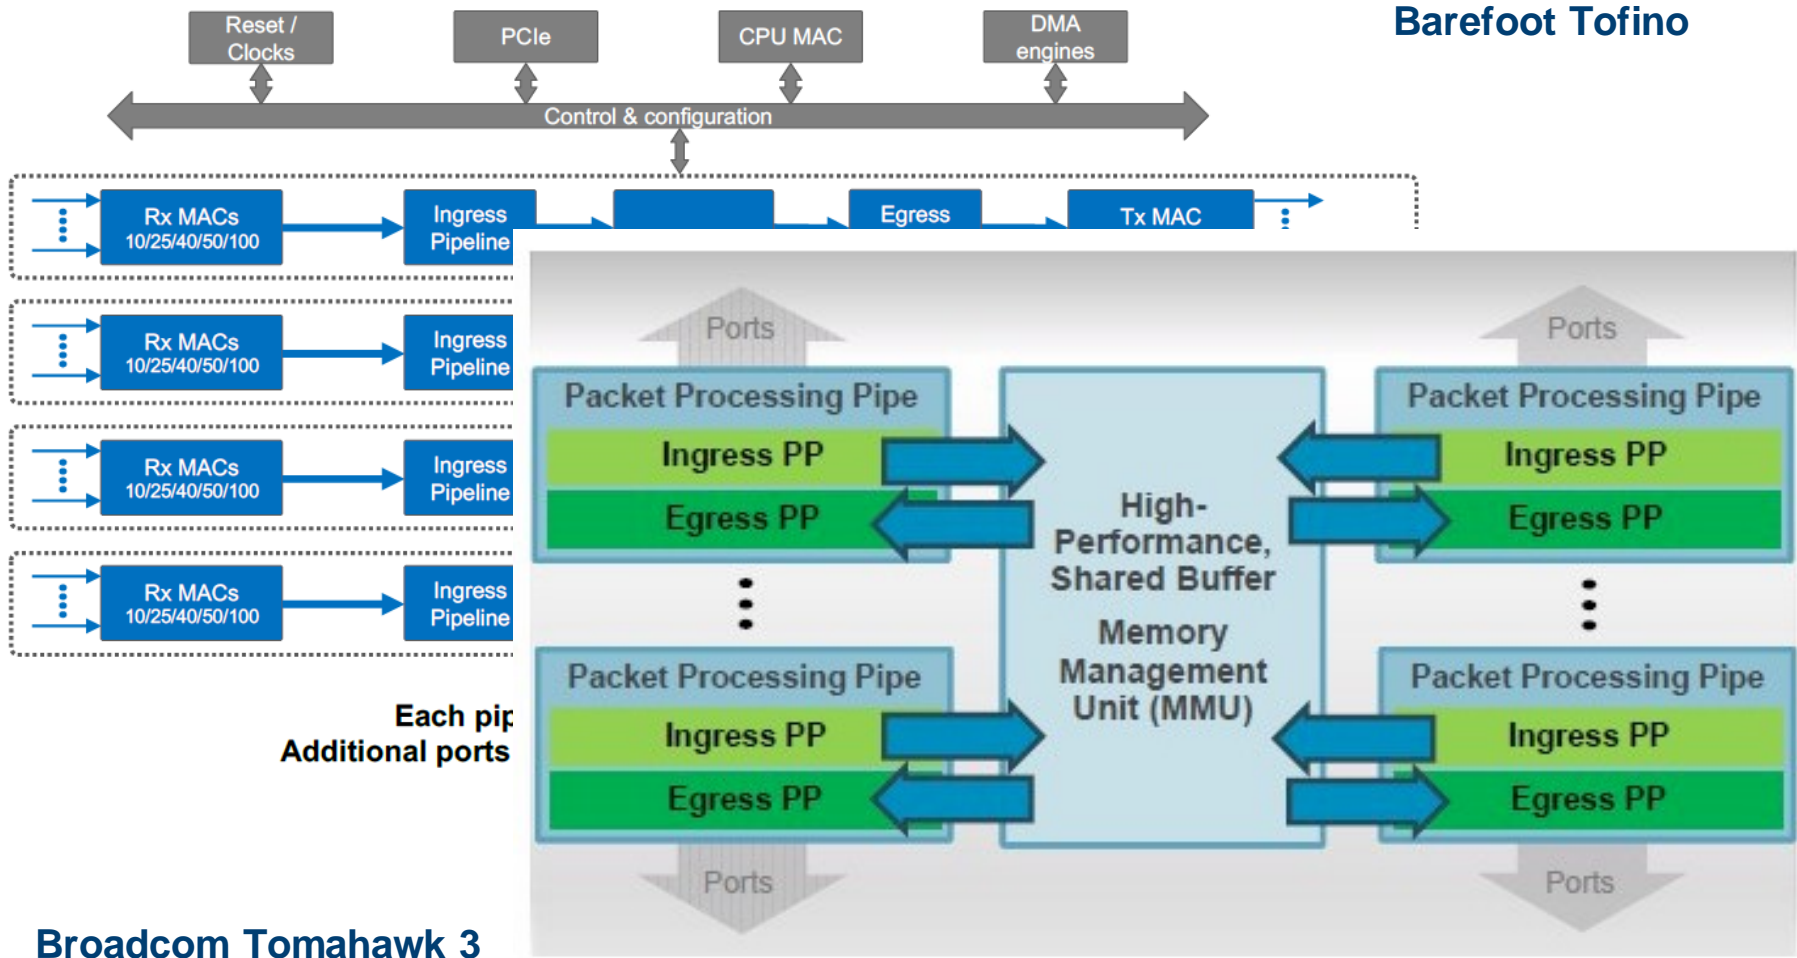 Barefoot Tofino
Reset /
Clocks
PCIe
CPU MAC
DMA
engines
Control & configuration
Rx MACs
10/25/40/50/100
Ingress
Pipeline
Egress
Tx MAC
Rx MACs
10/25/40/50/100
Ingress
Pipeline
Rx MACs
10/25/40/50/100
Ingress
Pipeline
Rx MACs
10/25/40/50/100
Ingress
Pipeline
Each pip
Additional ports
Ports
Packet Processing Pipe
Ingress PP
Egress PP
Packet Processing Pipe
Ingress PP
Egress PP
Ports
High-
Performance,
Shared Buffer
Memory
Management
Unit (MMU)
Ports
Packet Processing Pipe
Ingress PP
Egress PP
Packet Processing Pipe
Ingress PP
Egress PP
Ports
Broadcom Tomahawk 3